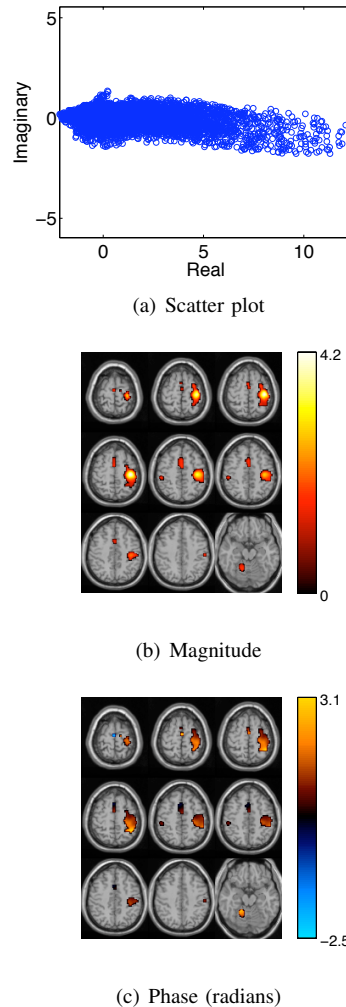 5
0
−5
Imaginary
0
5
10
Real
(a) Scatter plot
4.2
0
(b) Magnitude
3.1
−2.5
(c) Phase (radians)